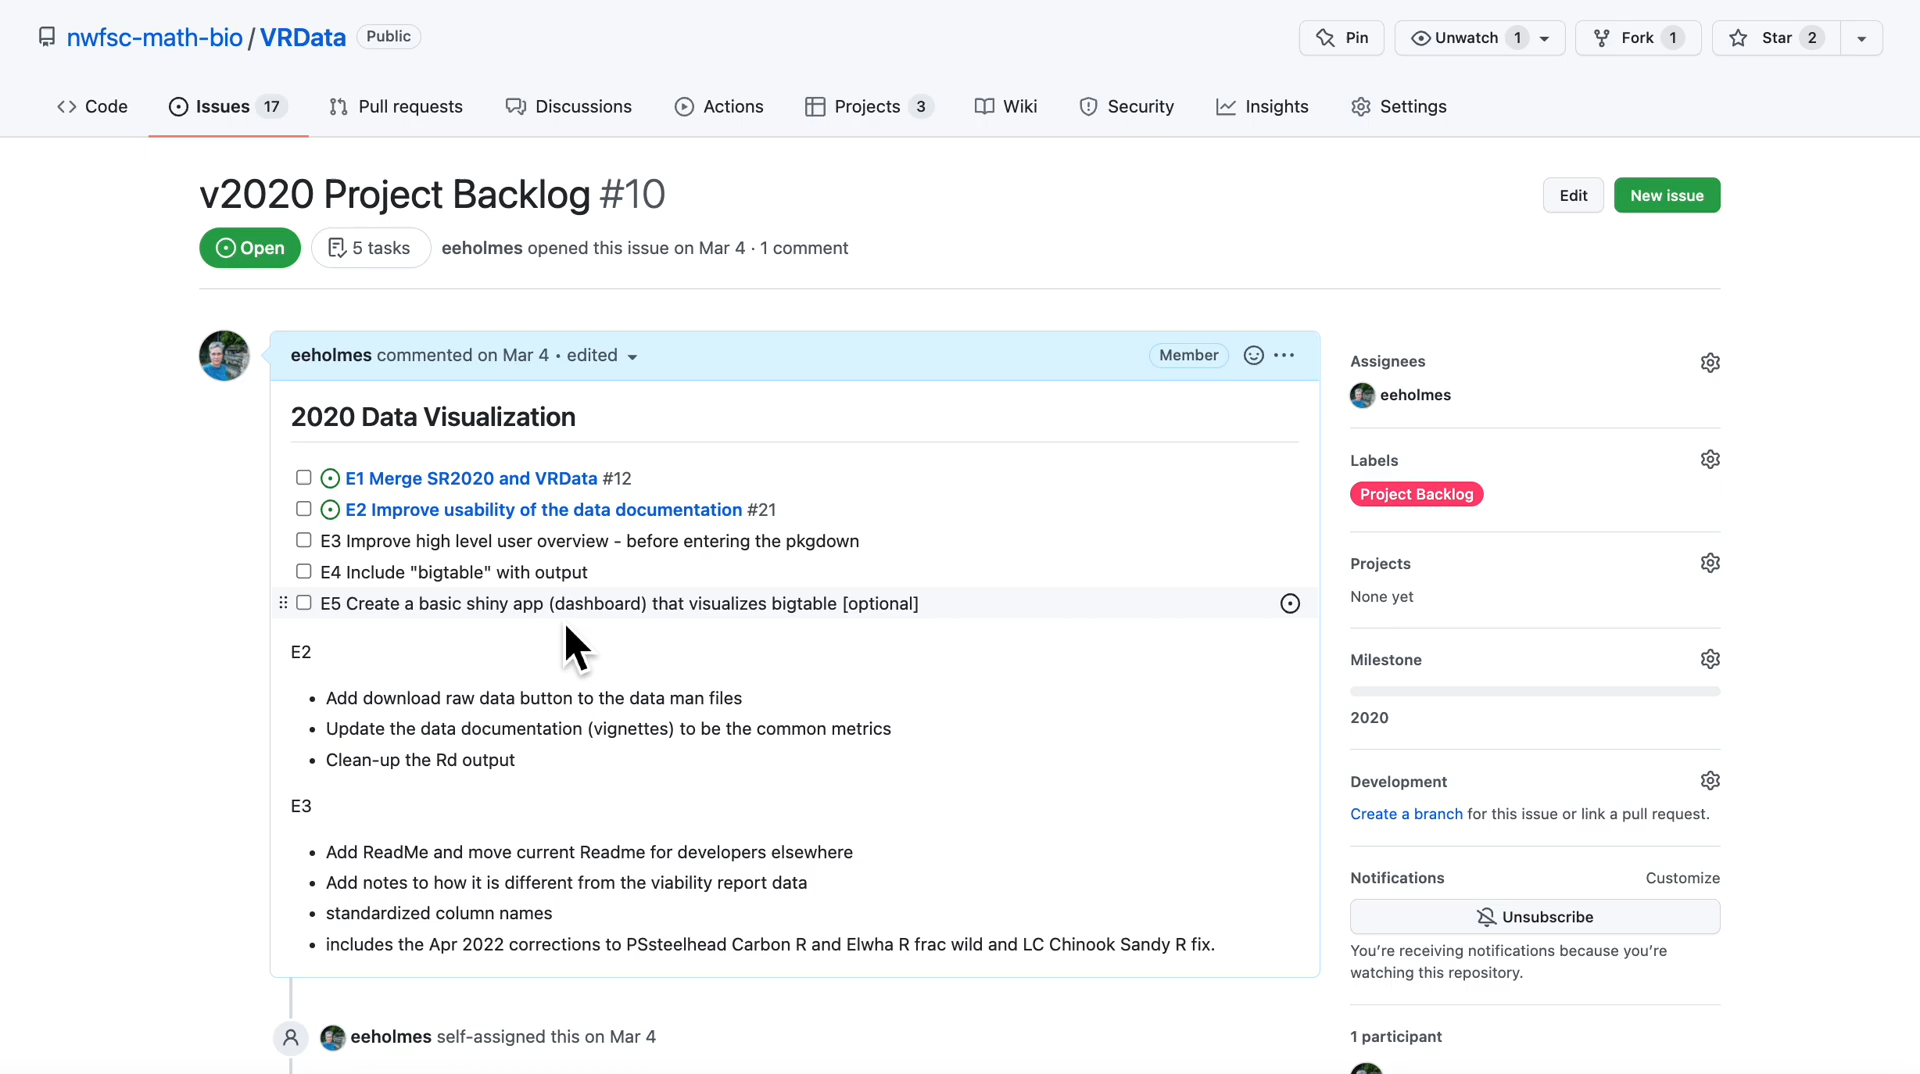 nwfsc-math-bio / VRData Public
Pin Unwatch 1 Fork 1 Star 2
Code Issues 17 Pull requests Discussions Actions Projects 3 Wiki Security Insights Settings
v2020 Project Backlog #10
Edit New issue
Open 5 tasks eeholmes opened this issue on Mar 4 · 1 comment
eeholmes commented on Mar 4 • edited
Member
2020 Data Visualization
E1 Merge SR2020 and VRData #12
E2 Improve usability of the data documentation #21
E3 Improve high level user overview - before entering the pkgdown
E4 Include "bigtable" with output
E5 Create a basic shiny app (dashboard) that visualizes bigtable [optional]
E2
• Add download raw data button to the data man files
• Update the data documentation (vignettes) to be the common metrics
• Clean-up the Rd output
E3
• Add ReadMe and move current Readme for developers elsewhere
• Add notes to how it is different from the viability report data
• standardized column names
• includes the Apr 2022 corrections to PSsteelhead Carbon R and Elwha R frac wild and LC Chinook Sandy R fix.
eeholmes self-assigned this on Mar 4
Assignees
eeholmes
Labels
Project Backlog
Projects
None yet
Milestone
2020
Development
Create a branch for this issue or link a pull request.
Notifications Customize
Unsubscribe
You're receiving notifications because you're
watching this repository.
1 participant